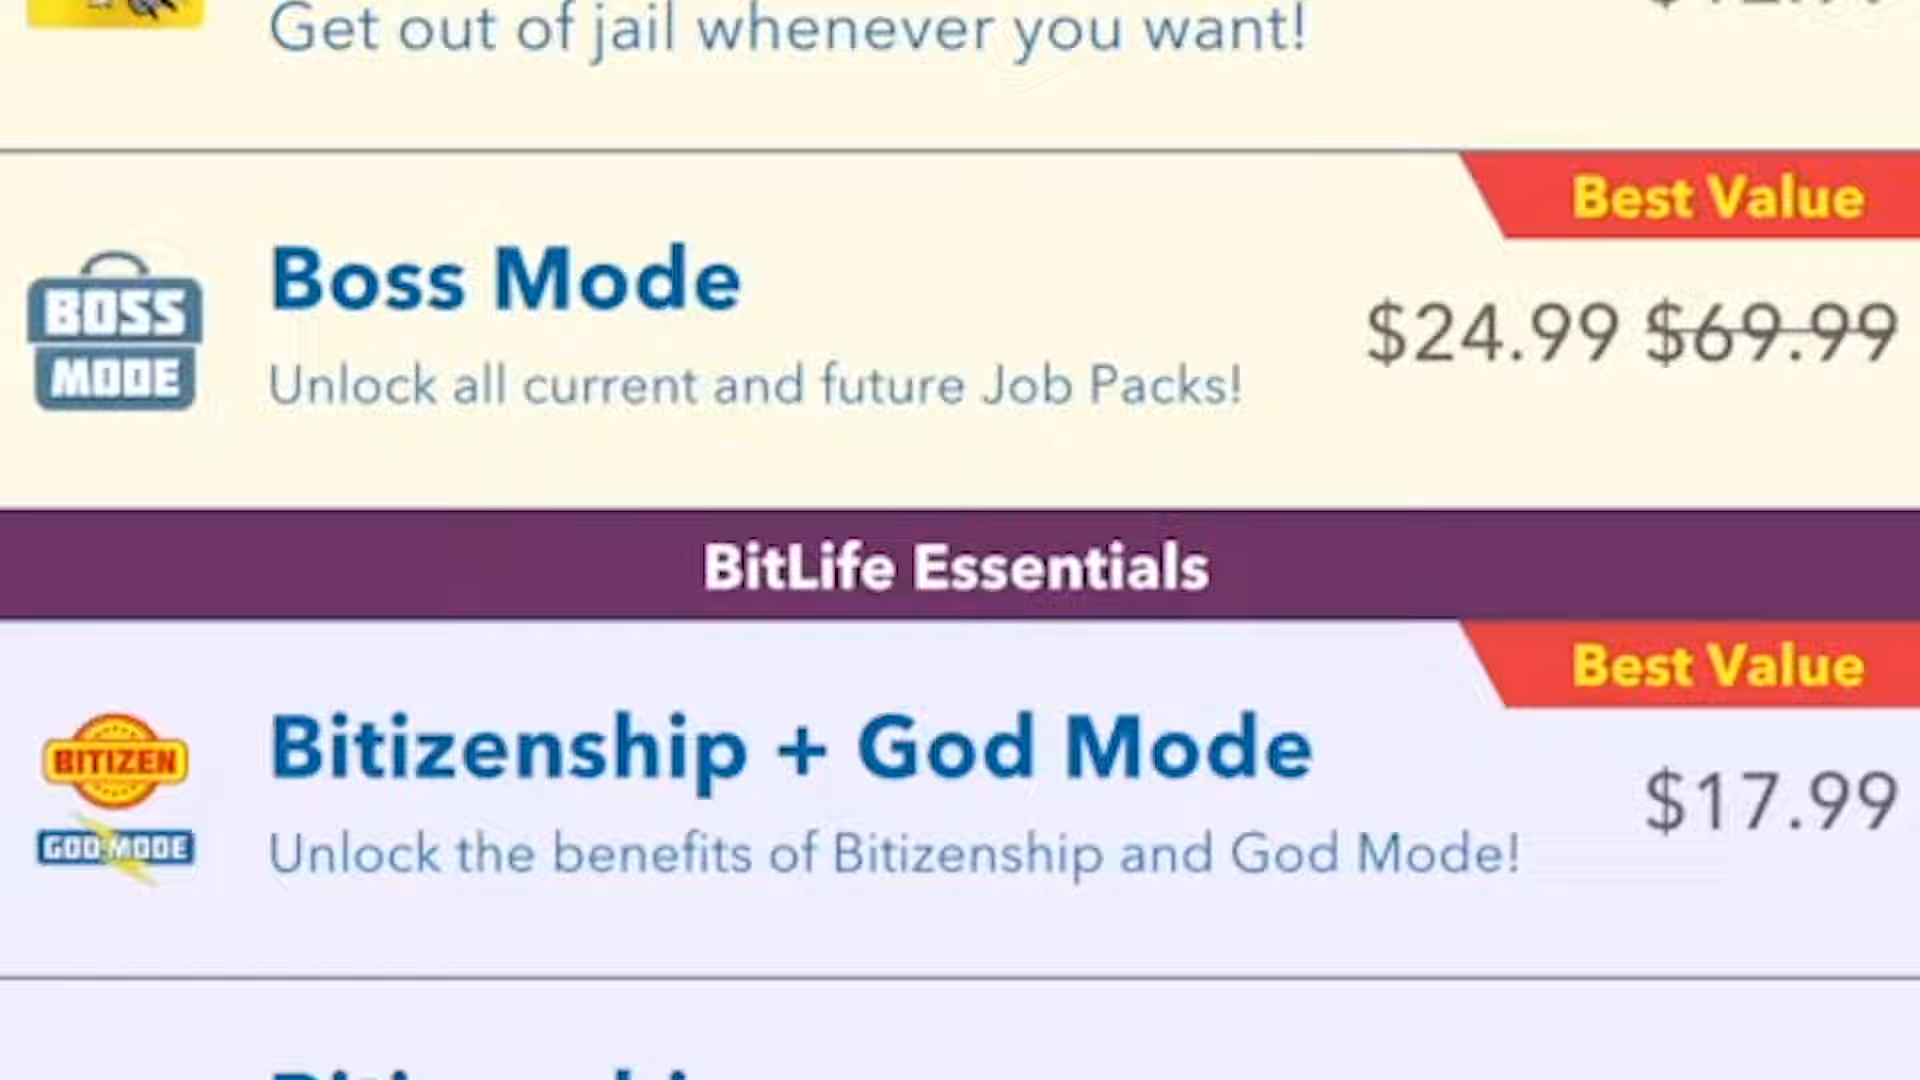 Get out of jail whenever you want!
Best Value
Boss Mode
BOSS
MODE
$24.99 $69.99
Unlock all current and future Job Packs!
BitLife Essentials
Best Value
Bitizenship + God Mode
BITIZEN
$17.99
GOD MODE
Unlock the benefits of Bitizenship and God Mode!